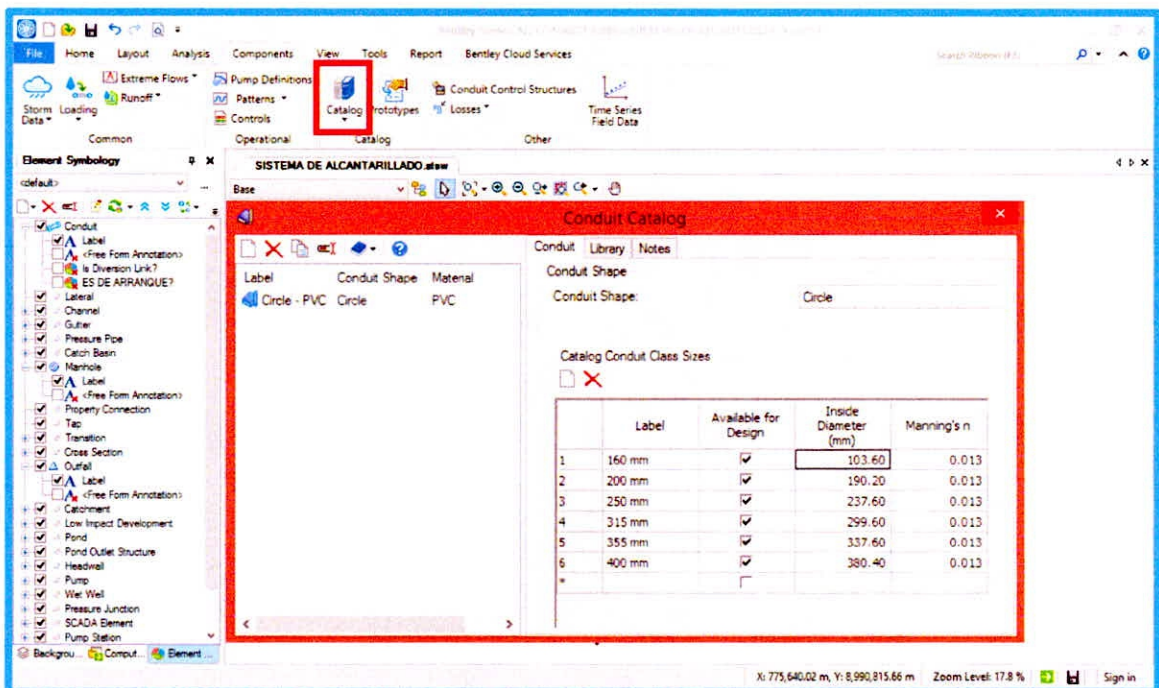 File Home Layout Analysis Components View Tools Report Bentley Cloud Services
Extreme Flows
Runoff
Storm Data
Loading
Common
Pump Definitions
Patterns
Controls
Operational
Catalog
Prototypes
Catalog
Conduit Control Structures
Losses
Time Series Field Data
Other
Element Symbology
SISTEMA DE ALCANTARILLADO.stsw
<default>
Base
Conduit
Label
<Free Form Annotation>
Is Diversion Link?
ES DE ARRANQUE?
Lateral
Channel
Gutter
Pressure Pipe
Catch Basin
Manhole
Label
<Free Form Annotation>
Property Connection
Tap
Transition
Cross Section
Outfall
Label
<Free Form Annotation>
Catchment
Low Impact Development
Pond
Pond Outlet Structure
Headwall
Pump
Wet Well
Pressure Junction
SCADA Element
Pump Station
Backgrou... Comput... Element ...
Conduit Catalog
Label Conduit Shape Material
Circle - PVC Circle PVC
Conduit Library Notes
Conduit Shape
Conduit Shape: Circle
Catalog Conduit Class Sizes
Label Available for Design Inside Diameter (mm) Manning's n
1 160 mm 103.60 0.013
2 200 mm 190.20 0.013
3 250 mm 237.60 0.013
4 315 mm 299.60 0.013
5 355 mm 337.60 0.013
6 400 mm 380.40 0.013
*
X: 775,640.02 m, Y: 8,990,815.66 m Zoom Level: 17.8 % Sign in